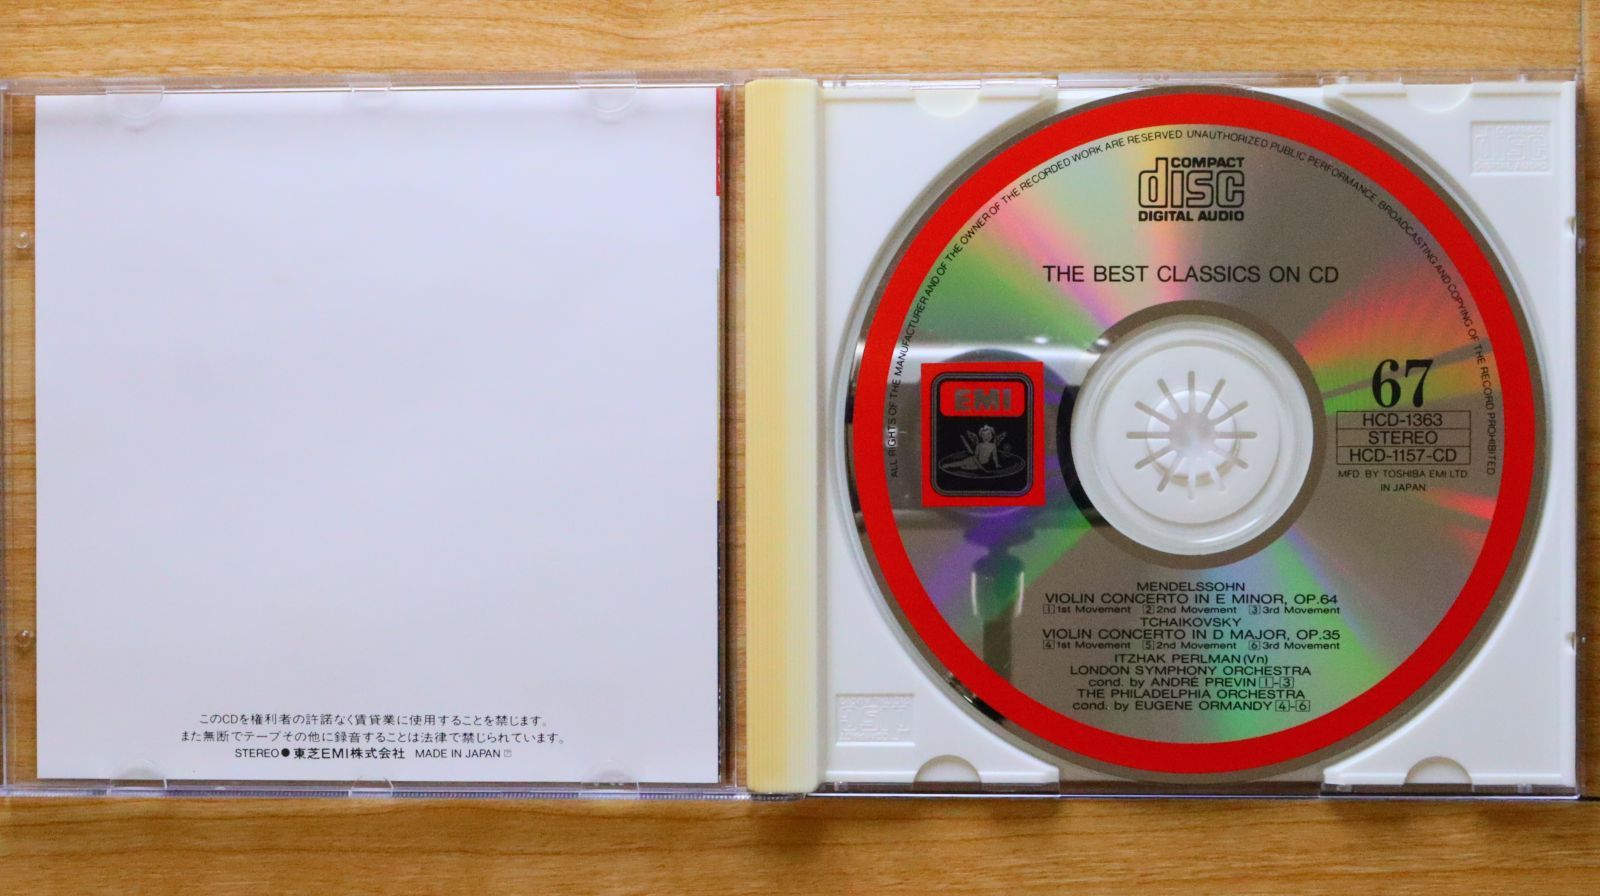 このCDを権利者の許諾なく賃貸業に使用することを禁じます。
また無断でテープその他に録音することは法律で禁じられています。
STEREO●東芝EMI株式会社 MADE IN JAPAN
ALL RIGHTS OF THE MANUFACTURER AND OF THE OWNER OF THE RECORDED WORK ARE RESERVED UNAUTHORIZED PUBLIC PERFORMANCE BROADCASTING AND COPYING OF THE RECORD PROHIBITED
COMPACT
disc
DIGITAL AUDIO
THE BEST CLASSICS ON CD
EMI
67
HCD-1363
STEREO
HCD-1157-CD
MFD. BY TOSHIBA EMI LTD
IN JAPAN
MENDELSSOHN
VIOLIN CONCERTO IN E MINOR, OP.64
1 1st Movement 2 2nd Movement 3 3rd Movement
TCHAIKOVSKY
VIOLIN CONCERTO IN D MAJOR, OP.35
4 1st Movement 5 2nd Movement 6 3rd Movement
ITZHAK PERLMAN (Vn)
LONDON SYMPHONY ORCHESTRA
cond. by ANDRÉ PREVIN 1-3
THE PHILADELPHIA ORCHESTRA
cond. by EUGENE ORMANDY 4-6